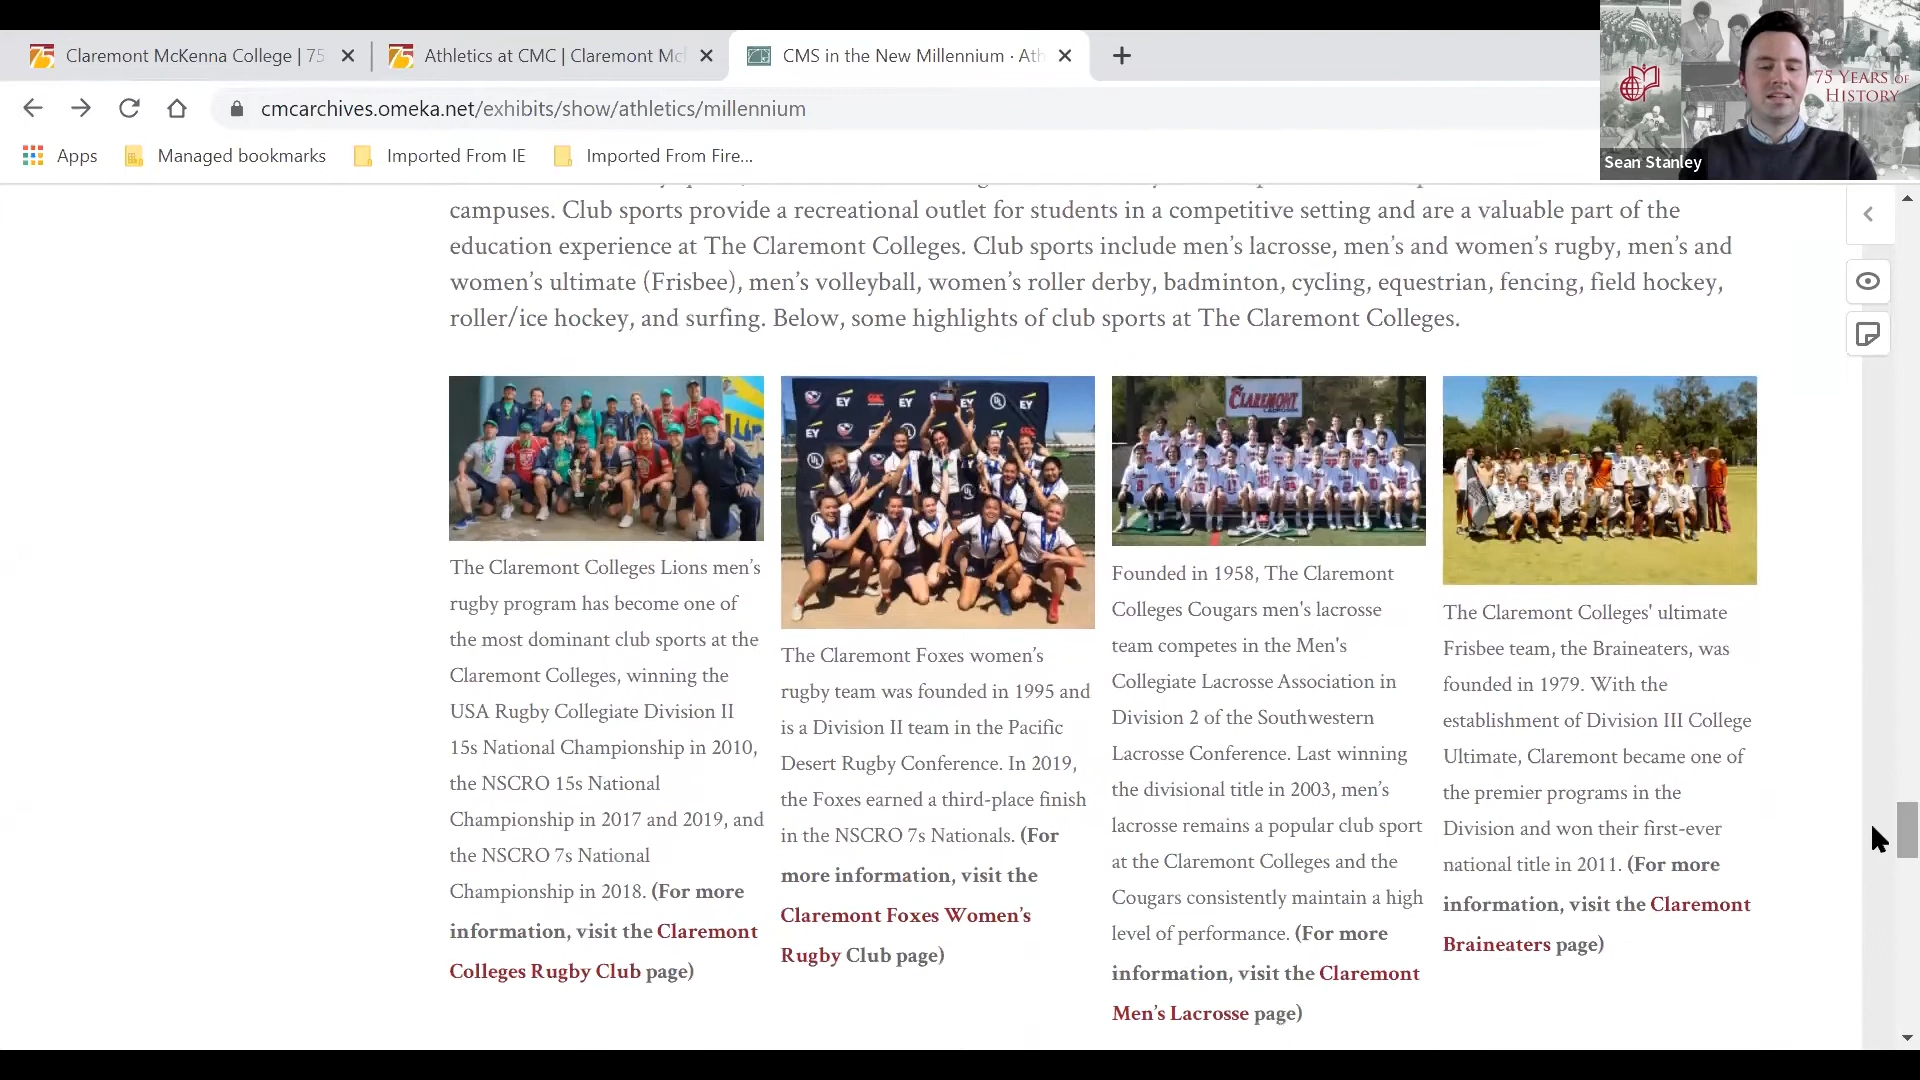 Claremont McKenna College | 75
Athletics at CMC | Claremont McK
CMS in the New Millennium · Ath
cmcarchives.omeka.net/exhibits/show/athletics/millennium
Apps
Managed bookmarks
Imported From IE
Imported From Fire...
75 YEARS OF
HISTORY
Sean Stanley
campuses. Club sports provide a recreational outlet for students in a competitive setting and are a valuable part of the
education experience at The Claremont Colleges. Club sports include men’s lacrosse, men’s and women’s rugby, men’s and
women’s ultimate (Frisbee), men’s volleyball, women’s roller derby, badminton, cycling, equestrian, fencing, field hockey,
roller/ice hockey, and surfing. Below, some highlights of club sports at The Claremont Colleges.
The Claremont Colleges Lions men’s
rugby program has become one of
the most dominant club sports at the
Claremont Colleges, winning the
USA Rugby Collegiate Division II
15s National Championship in 2010,
the NSCRO 15s National
Championship in 2017 and 2019, and
the NSCRO 7s National
Championship in 2018. (For more
information, visit the Claremont
Colleges Rugby Club page)
EY
EY
EY
EY
UL
The Claremont Foxes women’s
rugby team was founded in 1995 and
is a Division II team in the Pacific
Desert Rugby Conference. In 2019,
the Foxes earned a third-place finish
in the NSCRO 7s Nationals. (For
more information, visit the
Claremont Foxes Women’s
Rugby Club page)
CLAREMONT
LACROSSE
Founded in 1958, The Claremont
Colleges Cougars men's lacrosse
team competes in the Men's
Collegiate Lacrosse Association in
Division 2 of the Southwestern
Lacrosse Conference. Last winning
the divisional title in 2003, men’s
lacrosse remains a popular club sport
at the Claremont Colleges and the
Cougars consistently maintain a high
level of performance. (For more
information, visit the Claremont
Men’s Lacrosse page)
The Claremont Colleges' ultimate
Frisbee team, the Braineaters, was
founded in 1979. With the
establishment of Division III College
Ultimate, Claremont became one of
the premier programs in the
Division and won their first-ever
national title in 2011. (For more
information, visit the Claremont
Braineaters page)